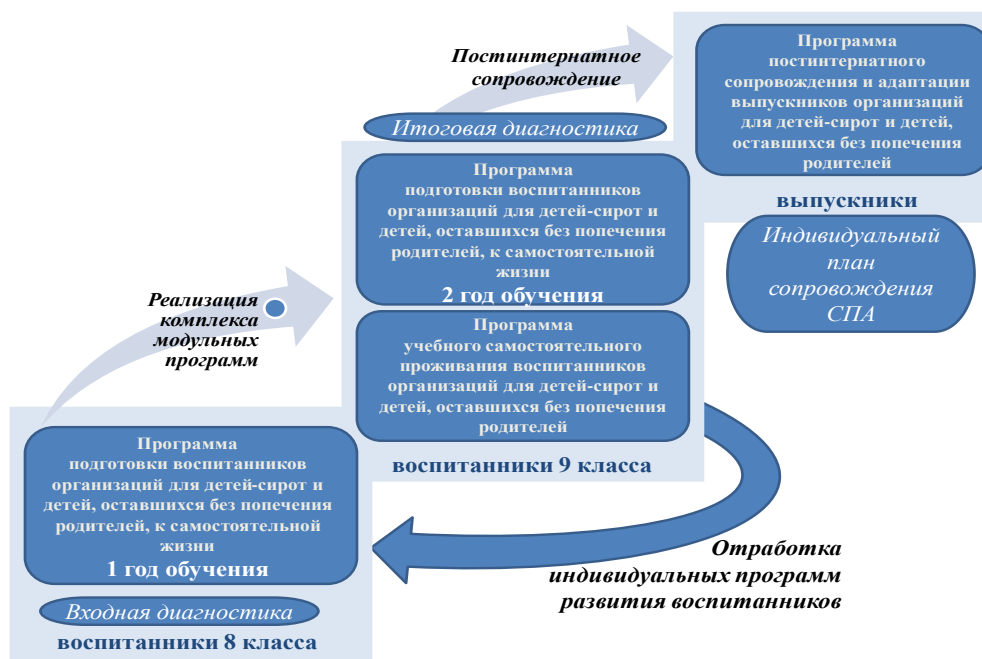 Постинтернатное
сопровождение
Программа
постинтернатного
сопровождения и адаптации
выпускников организаций
для детей-сирот и детей,
оставшихся без попечения
родителей
выпускники
Индивидуальный
план
сопровождения
СПА
Итоговая диагностика
Программа
подготовки воспитанников
организаций для детей-сирот и
детей, оставшихся без попечения
родителей, к самостоятельной
жизни
2 год обучения
Программа
учебного самостоятельного
проживания воспитанников
организаций для детей-сирот и
детей, оставшихся без попечения
родителей
воспитанники 9 класса
Реализация
комплекса
модульных
программ
Программа
подготовки воспитанников
организаций для детей-сирот и
детей, оставшихся без попечения
родителей, к самостоятельной
жизни
1 год обучения
Входная диагностика
воспитанники 8 класса
Отработка
индивидуальных программ
развития воспитанников